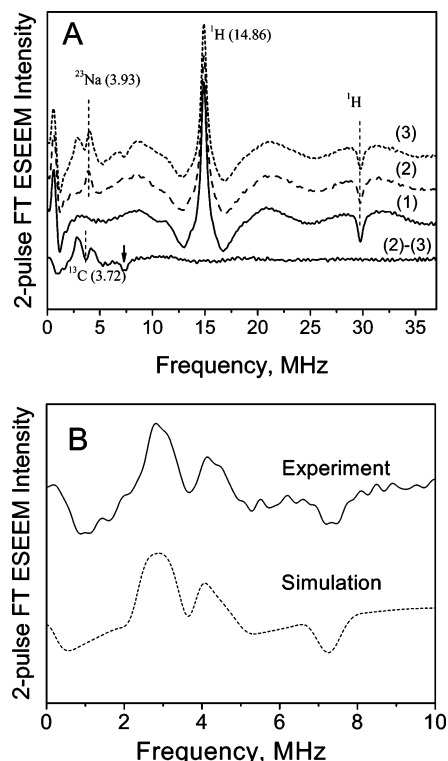 A
2-pulse FT ESEEM Intensity
²³Na (3.93)
¹H (14.86)
¹H
(3)
(2)
(1)
(2)-(3)
¹³C (3.72)
0 5 10 15 20 25 30 35
Frequency, MHz
B
2-pulse FT ESEEM Intensity
Experiment
Simulation
0 2 4 6 8 10
Frequency, MHz